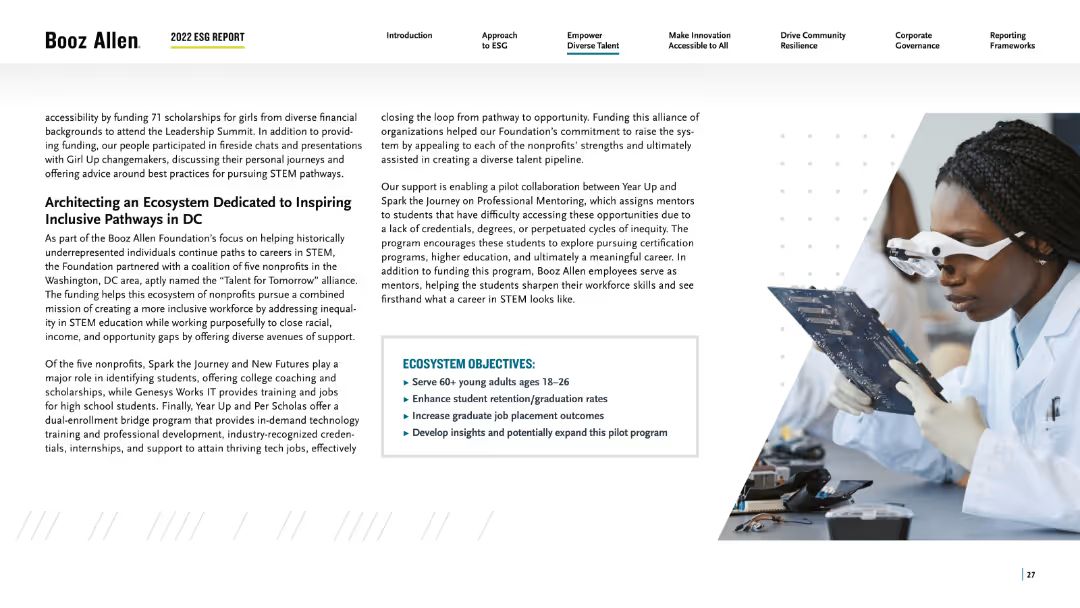 Booz Allen.
2022 ESG REPORT
Introduction
Approach
to ESG
Empower
Diverse Talent
Make Innovation
Accessible to All
Drive Community
Resilience
Corporate
Governance
Reporting
Frameworks
accessibility by funding 71 scholarships for girls from diverse financial
backgrounds to attend the Leadership Summit. In addition to provid-
ing funding, our people participated in fireside chats and presentations
with Girl Up changemakers, discussing their personal journeys and
offering advice around best practices for pursuing STEM pathways.
Architecting an Ecosystem Dedicated to Inspiring
Inclusive Pathways in DC
As part of the Booz Allen Foundation’s focus on helping historically
underrepresented individuals continue paths to careers in STEM,
the Foundation partnered with a coalition of five nonprofits in the
Washington, DC area, aptly named the “Talent for Tomorrow” alliance.
The funding helps this ecosystem of nonprofits pursue a combined
mission of creating a more inclusive workforce by addressing inequal-
ity in STEM education while working purposefully to close racial,
income, and opportunity gaps by offering diverse avenues of support.
Of the five nonprofits, Spark the Journey and New Futures play a
major role in identifying students, offering college coaching and
scholarships, while Genesys Works IT provides training and jobs
for high school students. Finally, Year Up and Per Scholas offer a
dual-enrollment bridge program that provides in-demand technology
training and professional development, industry-recognized creden-
tials, internships, and support to attain thriving tech jobs, effectively
closing the loop from pathway to opportunity. Funding this alliance of
organizations helped our Foundation’s commitment to raise the sys-
tem by appealing to each of the nonprofits’ strengths and ultimately
assisted in creating a diverse talent pipeline.
Our support is enabling a pilot collaboration between Year Up and
Spark the Journey on Professional Mentoring, which assigns mentors
to students that have difficulty accessing these opportunities due to
a lack of credentials, degrees, or perpetuated cycles of inequity. The
program encourages these students to explore pursuing certification
programs, higher education, and ultimately a meaningful career. In
addition to funding this program, Booz Allen employees serve as
mentors, helping the students sharpen their workforce skills and see
firsthand what a career in STEM looks like.
ECOSYSTEM OBJECTIVES:
▸ Serve 60+ young adults ages 18–26
▸ Enhance student retention/graduation rates
▸ Increase graduate job placement outcomes
▸ Develop insights and potentially expand this pilot program
27